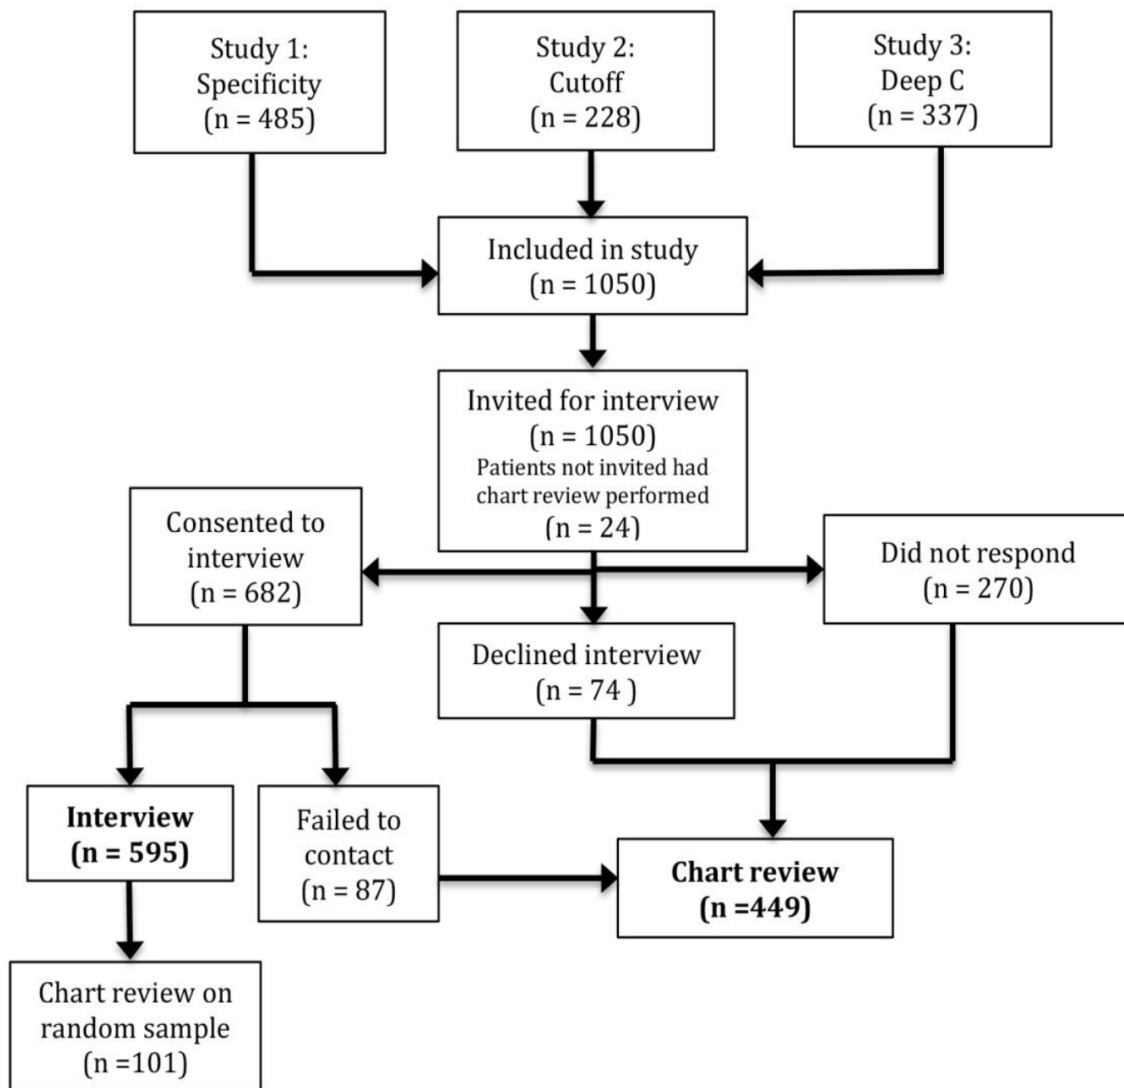 Study 1:
Specificity
(n = 485)
Study 2:
Cutoff
(n = 228)
Study 3:
Deep C
(n = 337)
Included in study
(n = 1050)
Invited for interview
(n = 1050)
Patients not invited had
chart review performed
(n = 24)
Consented to
interview
(n = 682)
Did not respond
(n = 270)
Declined interview
(n = 74 )
Interview
(n = 595)
Failed to
contact
(n = 87)
Chart review
(n =449)
Chart review on
random sample
(n =101)